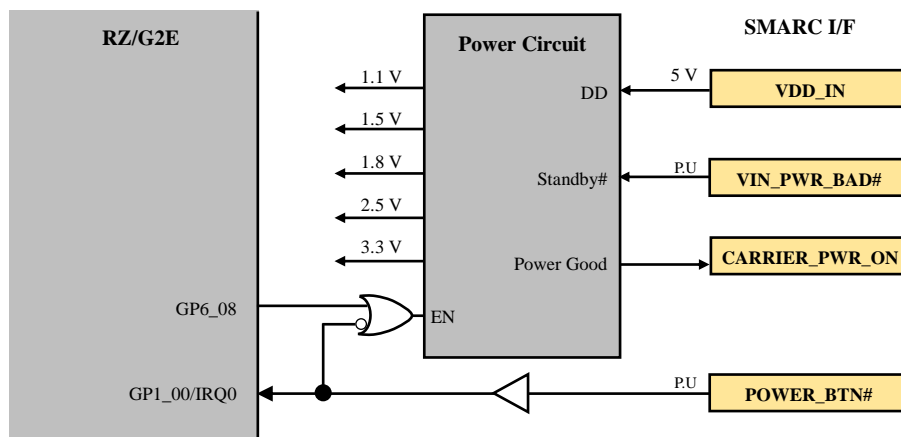 RZ/G2E
Power Circuit
SMARC I/F
1.1 V
DD
5 V
VDD_IN
1.5 V
1.8 V
Standby#
P.U
VIN_PWR_BAD#
2.5 V
3.3 V
Power Good
CARRIER_PWR_ON
GP6_08
EN
GP1_00/IRQ0
P.U
POWER_BTN#